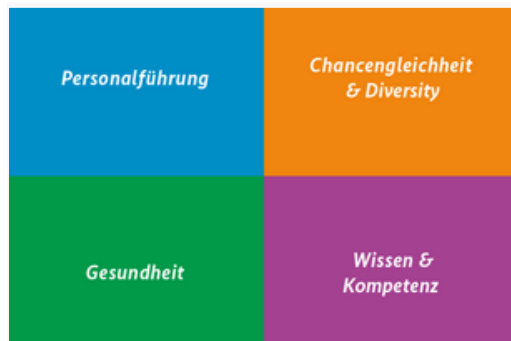 Personalführung
Chancengleichheit
& Diversity
Gesundheit
Wissen &
Kompetenz